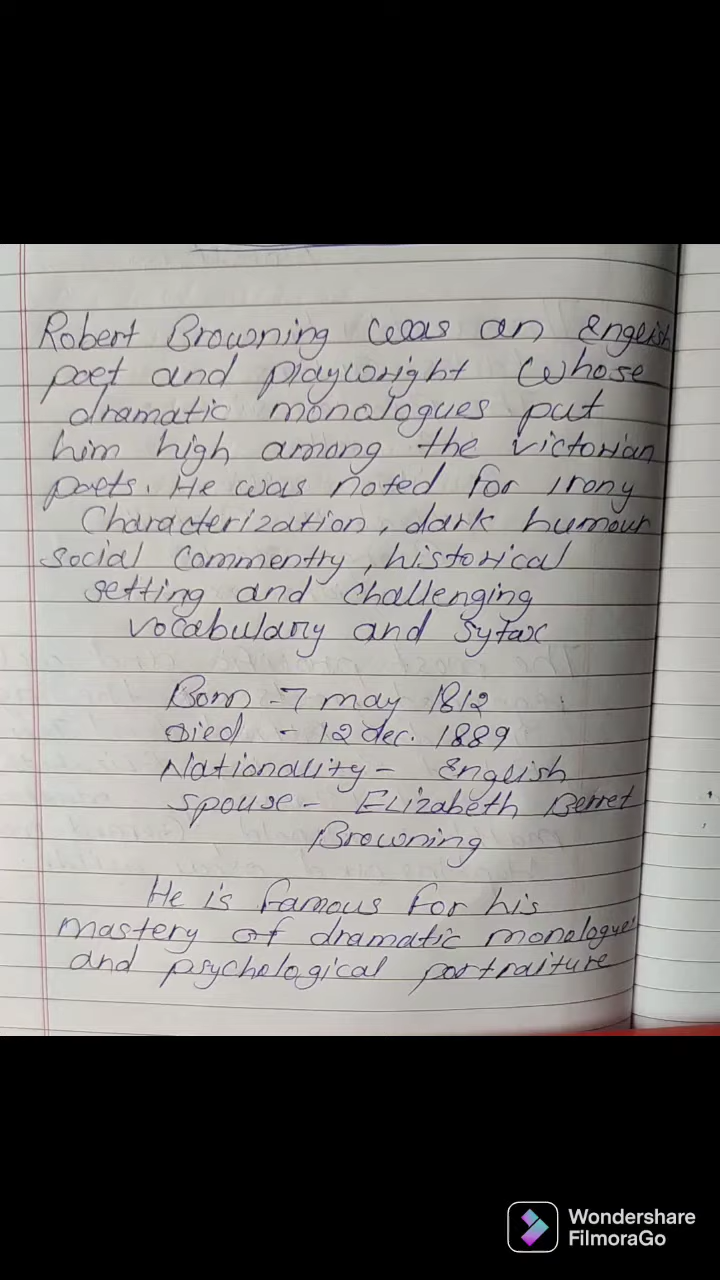 Robert Browning was an English
poet and playwright whose
dramatic monologues put
him high among the victorian
poets. He was noted for irony
Characterization, dark humour
social commentry, historical
setting and challenging
vocabulary and Sytax
Born - 7 may 1812
Died - 12 dec. 1889
Nationality - English
Spouse - Elizabeth Berret
Browning
He is famous for his
mastery of dramatic monologue
and psychological portraiture
Wondershare
FilmoraGo